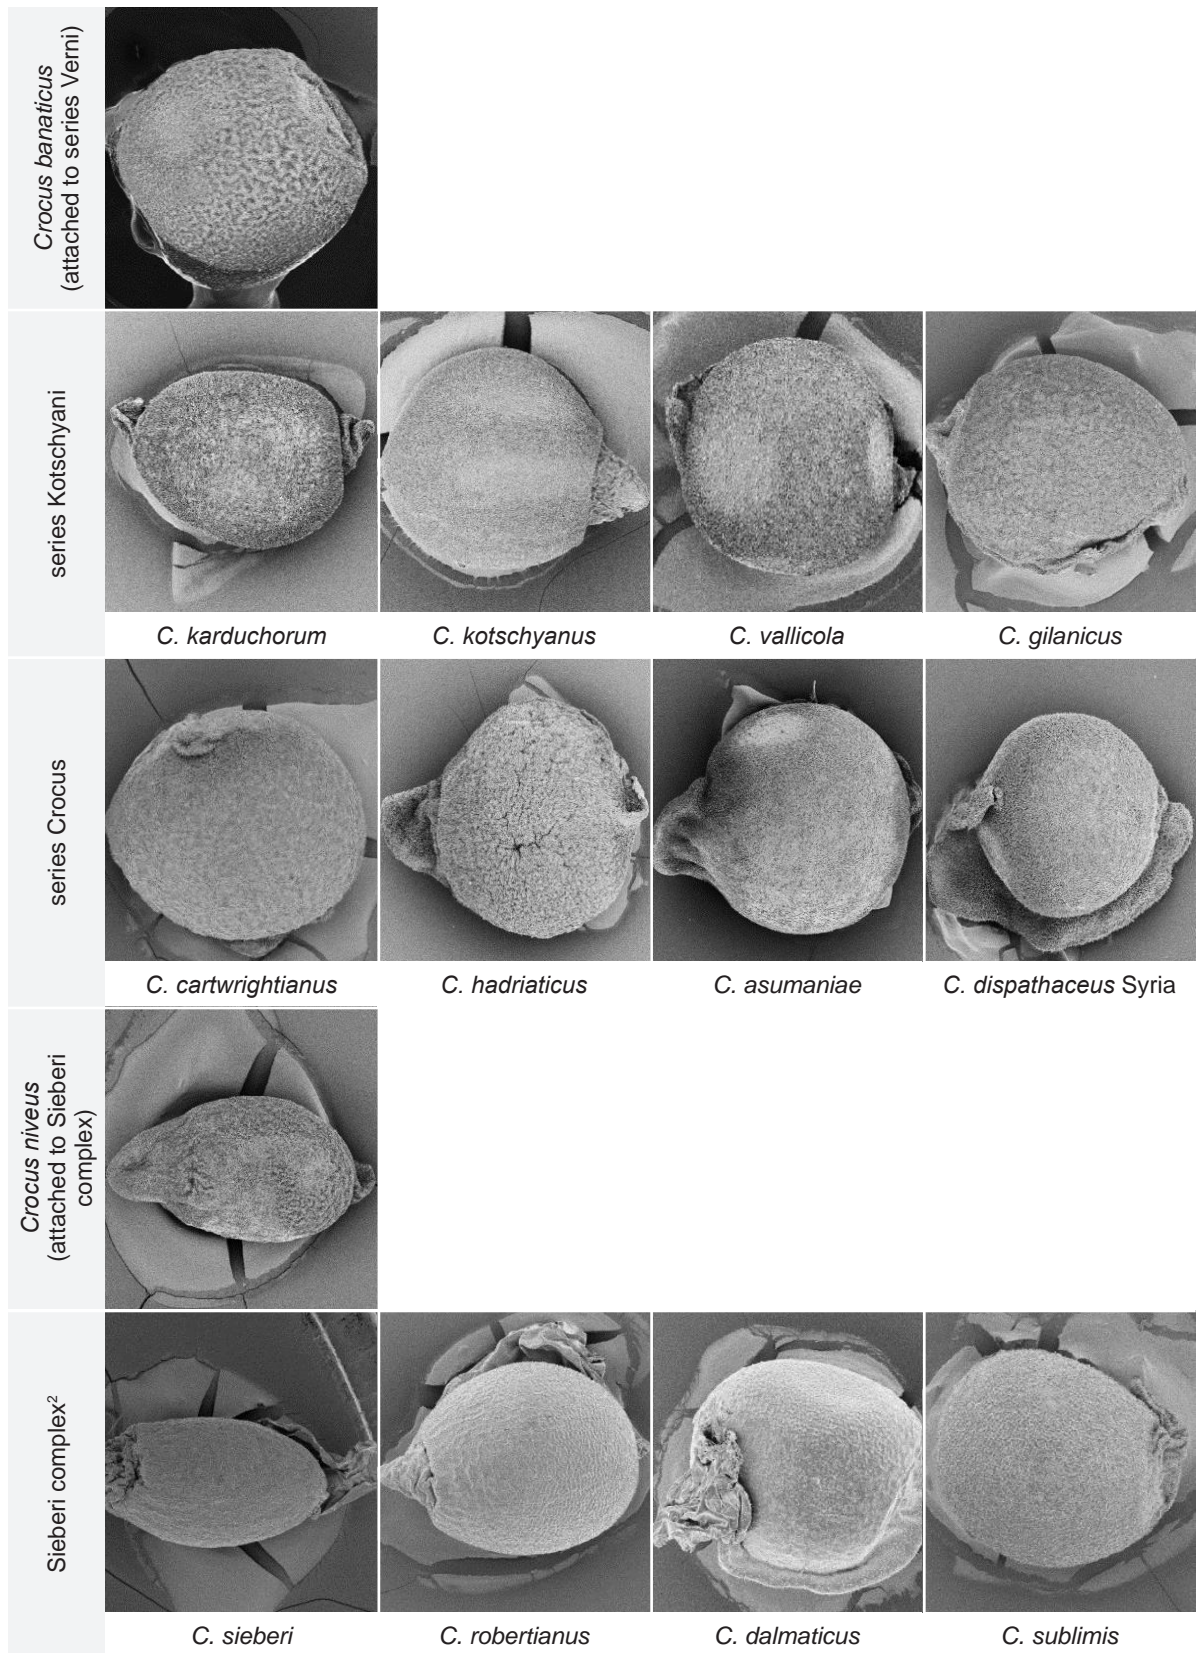 Crocus banaticus
(attached to series Verni)
series Kotschyani
C. karduchorum
C. kotschyanus
C. vallicola
C. gilanicus
series Crocus
C. cartwrightianus
C. hadriaticus
C. asumaniae
C. dispathaceus Syria
Crocus niveus
(attached to Sieberi
complex)
Sieberi complex²
C. sieberi
C. robertianus
C. dalmaticus
C. sublimis